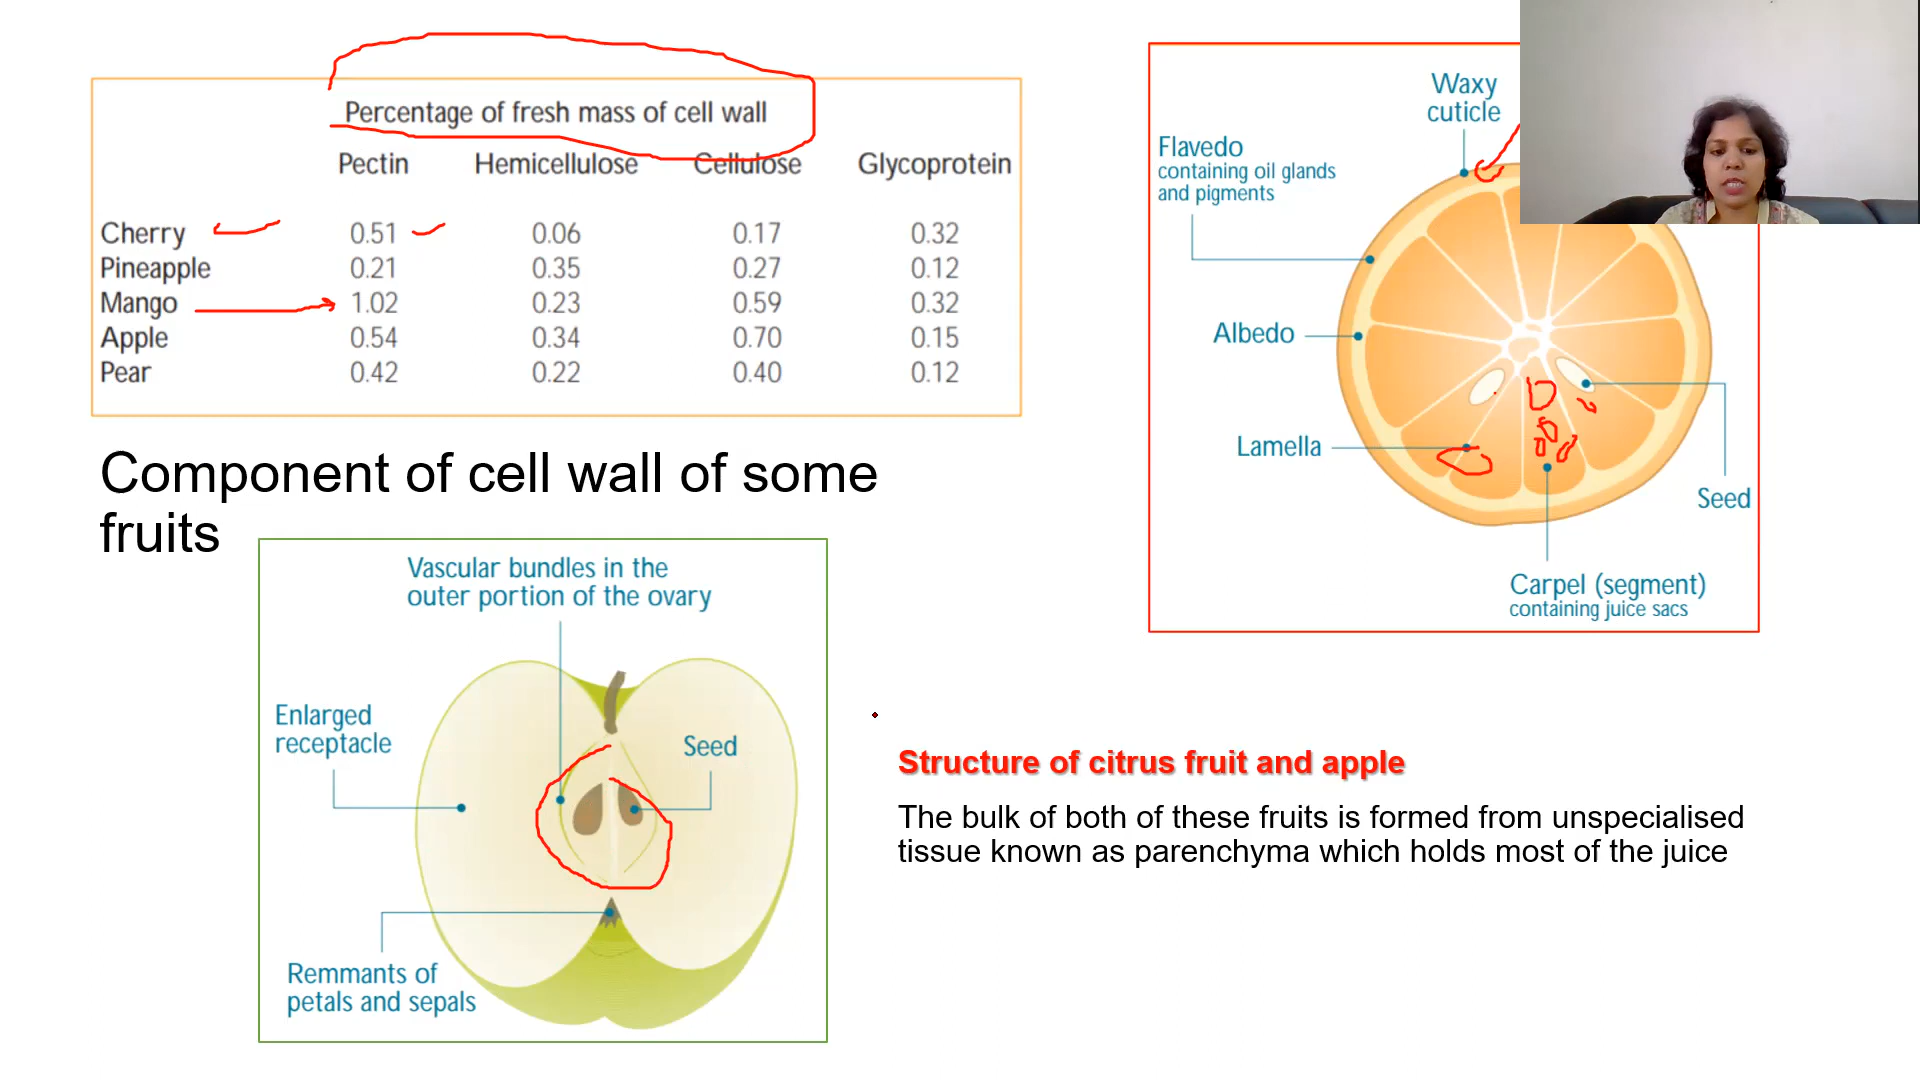 Percentage of fresh mass of cell wall
Pectin Hemicellulose Cellulose Glycoprotein
Cherry 0.51 0.06 0.17 0.32
Pineapple 0.21 0.35 0.27 0.12
Mango 1.02 0.23 0.59 0.32
Apple 0.54 0.34 0.70 0.15
Pear 0.42 0.22 0.40 0.12
Component of cell wall of some
fruits
Waxy
cuticle
Flavedo
containing oil glands
and pigments
Albedo
Lamella
Seed
Carpel (segment)
containing juice sacs
Vascular bundles in the
outer portion of the ovary
Enlarged
receptacle
Seed
Remnants of
petals and sepals
Structure of citrus fruit and apple
The bulk of both of these fruits is formed from unspecialised
tissue known as parenchyma which holds most of the juice